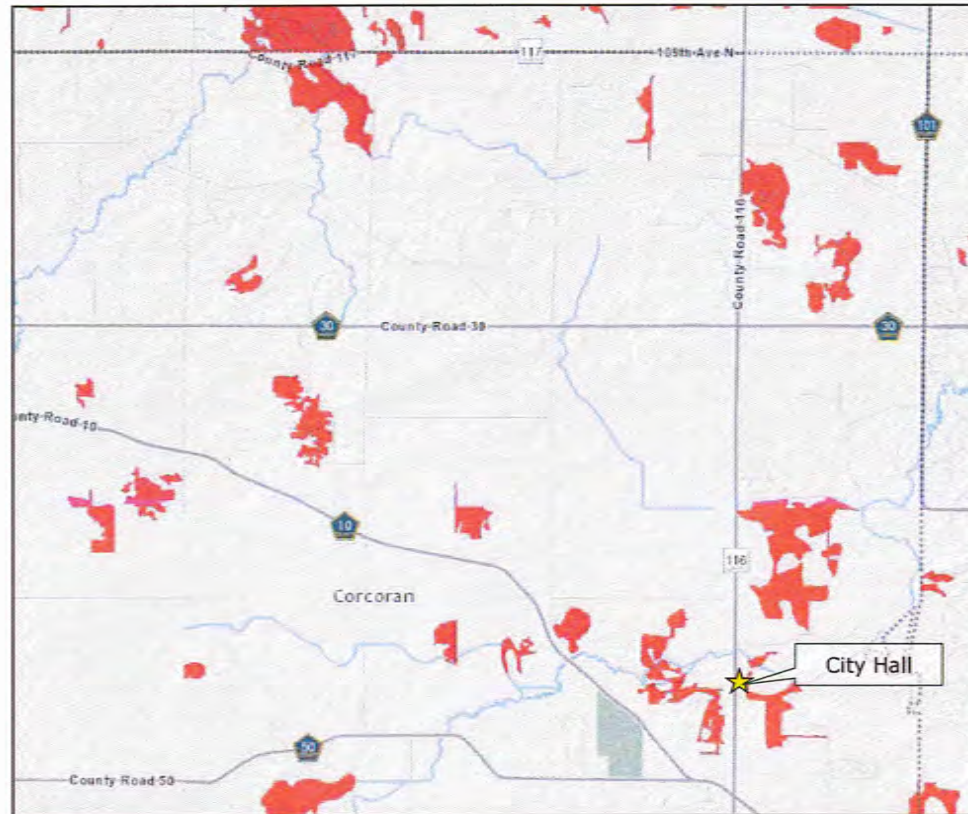 117
County Road 117
109th Ave N
101
County Road 116
30
County Road 30
30
unty Road 10
10
116
Corcoran
City Hall
50
County Road 50